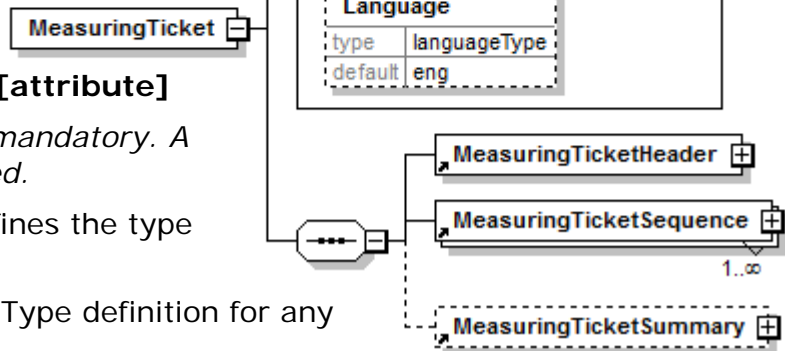 Language
MeasuringTicket
type languageType
default eng
[attribute]
mandatory. A
ed.
fines the type
MeasuringTicketHeader
MeasuringTicketSequence
1..∞
Type definition for any
MeasuringTicketSummary